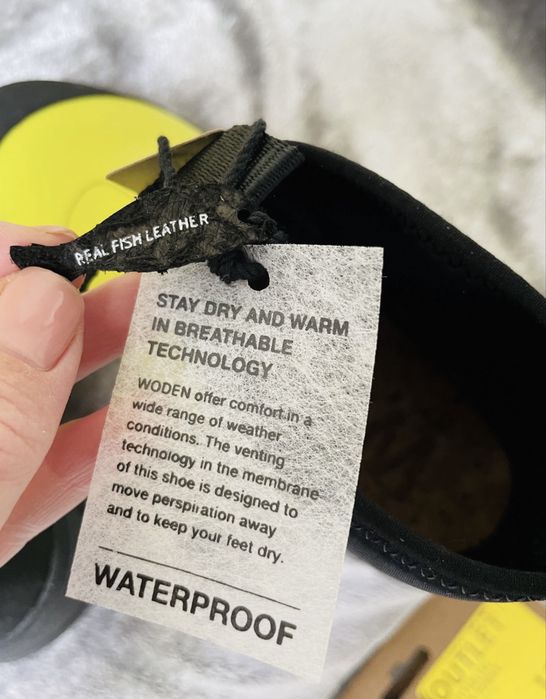 REAL FISH LEATHER
STAY DRY AND WARM
IN BREATHABLE
TECHNOLOGY
WODEN offer comfort in a
wide range of weather
conditions. The venting
technology in the membrane
of this shoe is designed to
move perspiration away
and to keep your feet dry.
WATERPROOF
OUTLET